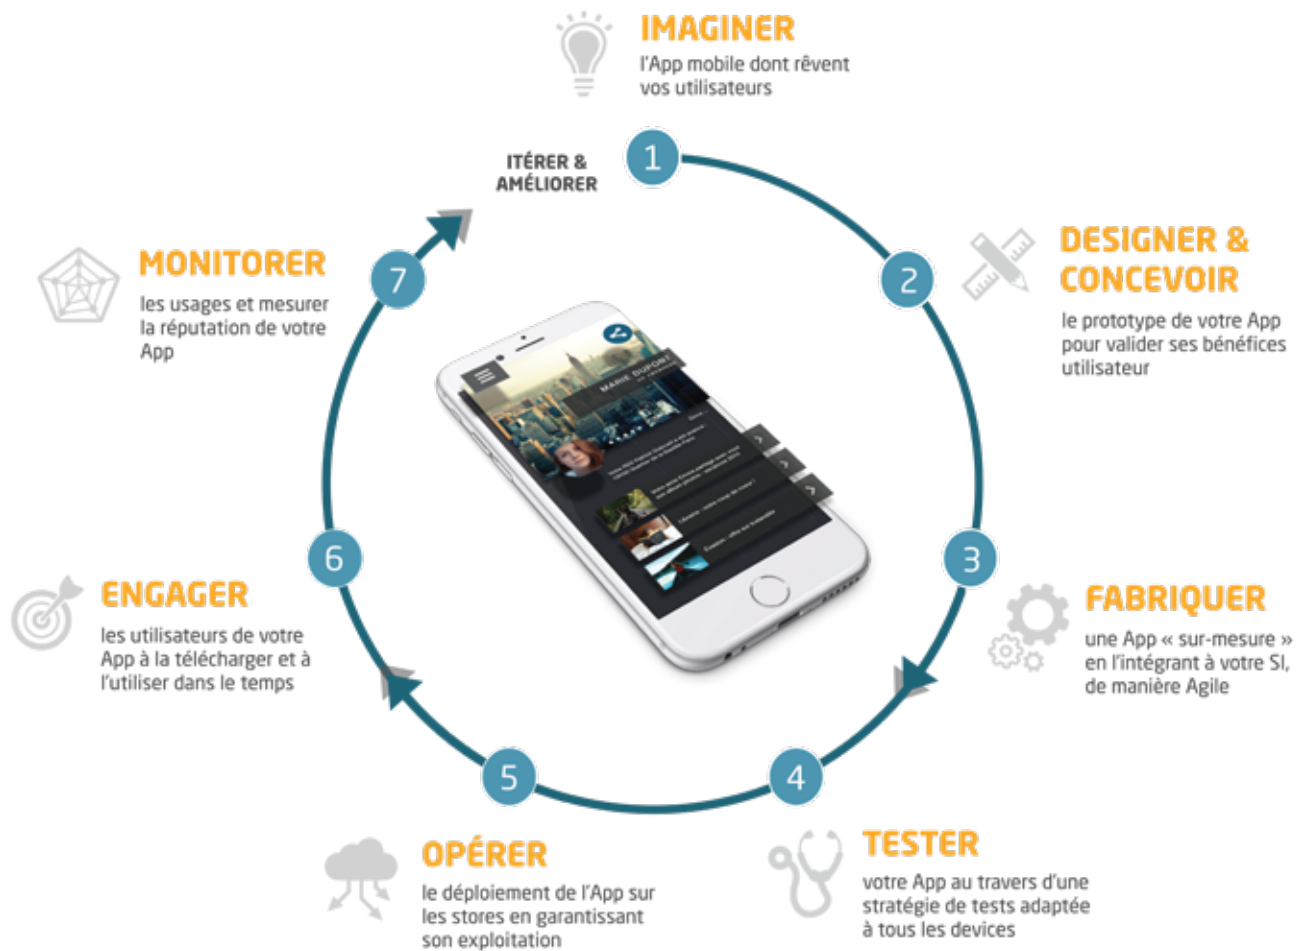 IMAGINER
l'App mobile dont rêvent
vos utilisateurs
ITÉRER &
AMÉLIORER
1
2
DESIGNER &
CONCEVOIR
le prototype de votre App
pour valider ses bénéfices
utilisateur
3
FABRIQUER
une App « sur-mesure »
en l'intégrant à votre SI,
de manière Agile
4
TESTER
votre App au travers d'une
stratégie de tests adaptée
à tous les devices
5
OPÉRER
le déploiement de l'App sur
les stores en garantissant
son exploitation
6
ENGAGER
les utilisateurs de votre
App à la télécharger et à
l'utiliser dans le temps
7
MONITORER
les usages et mesurer
la réputation de votre
App
MARIE DUPONT